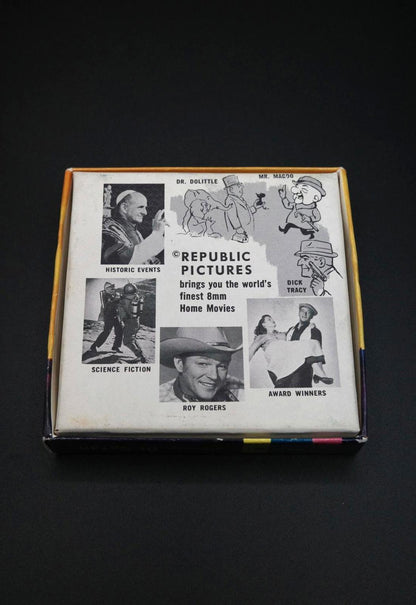 DR. DOLITTLE
MR. MAGOO
HISTORIC EVENTS
© REPUBLIC
PICTURES
brings you the world's
finest 8mm
Home Movies
DICK
TRACY
SCIENCE FICTION
ROY ROGERS
AWARD WINNERS